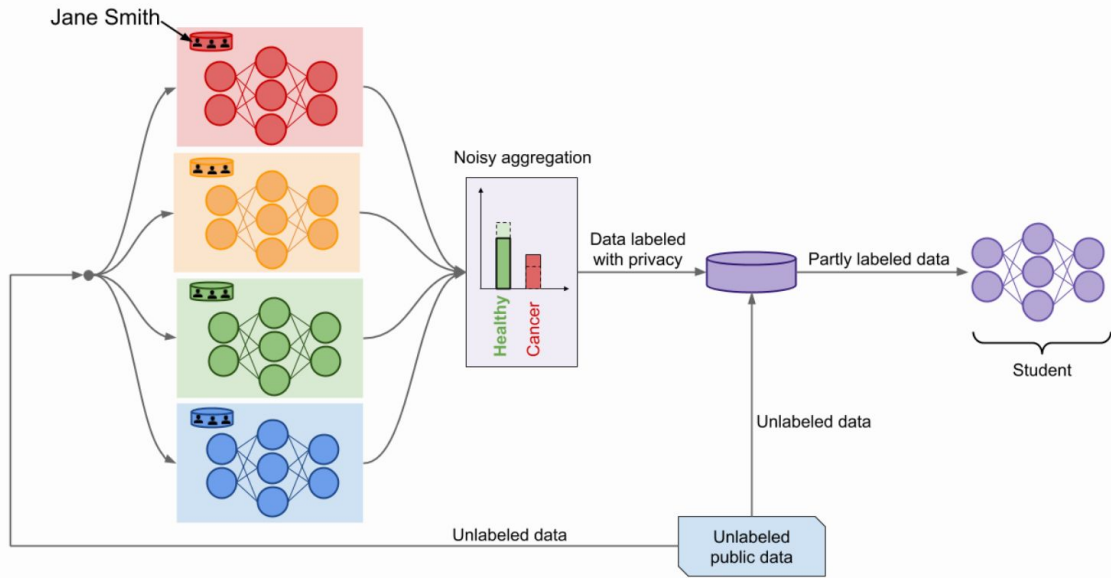 Jane Smith
Noisy aggregation
Healthy
Cancer
Data labeled
with privacy
Partly labeled data
Student
Unlabeled data
Unlabeled data
Unlabeled
public data